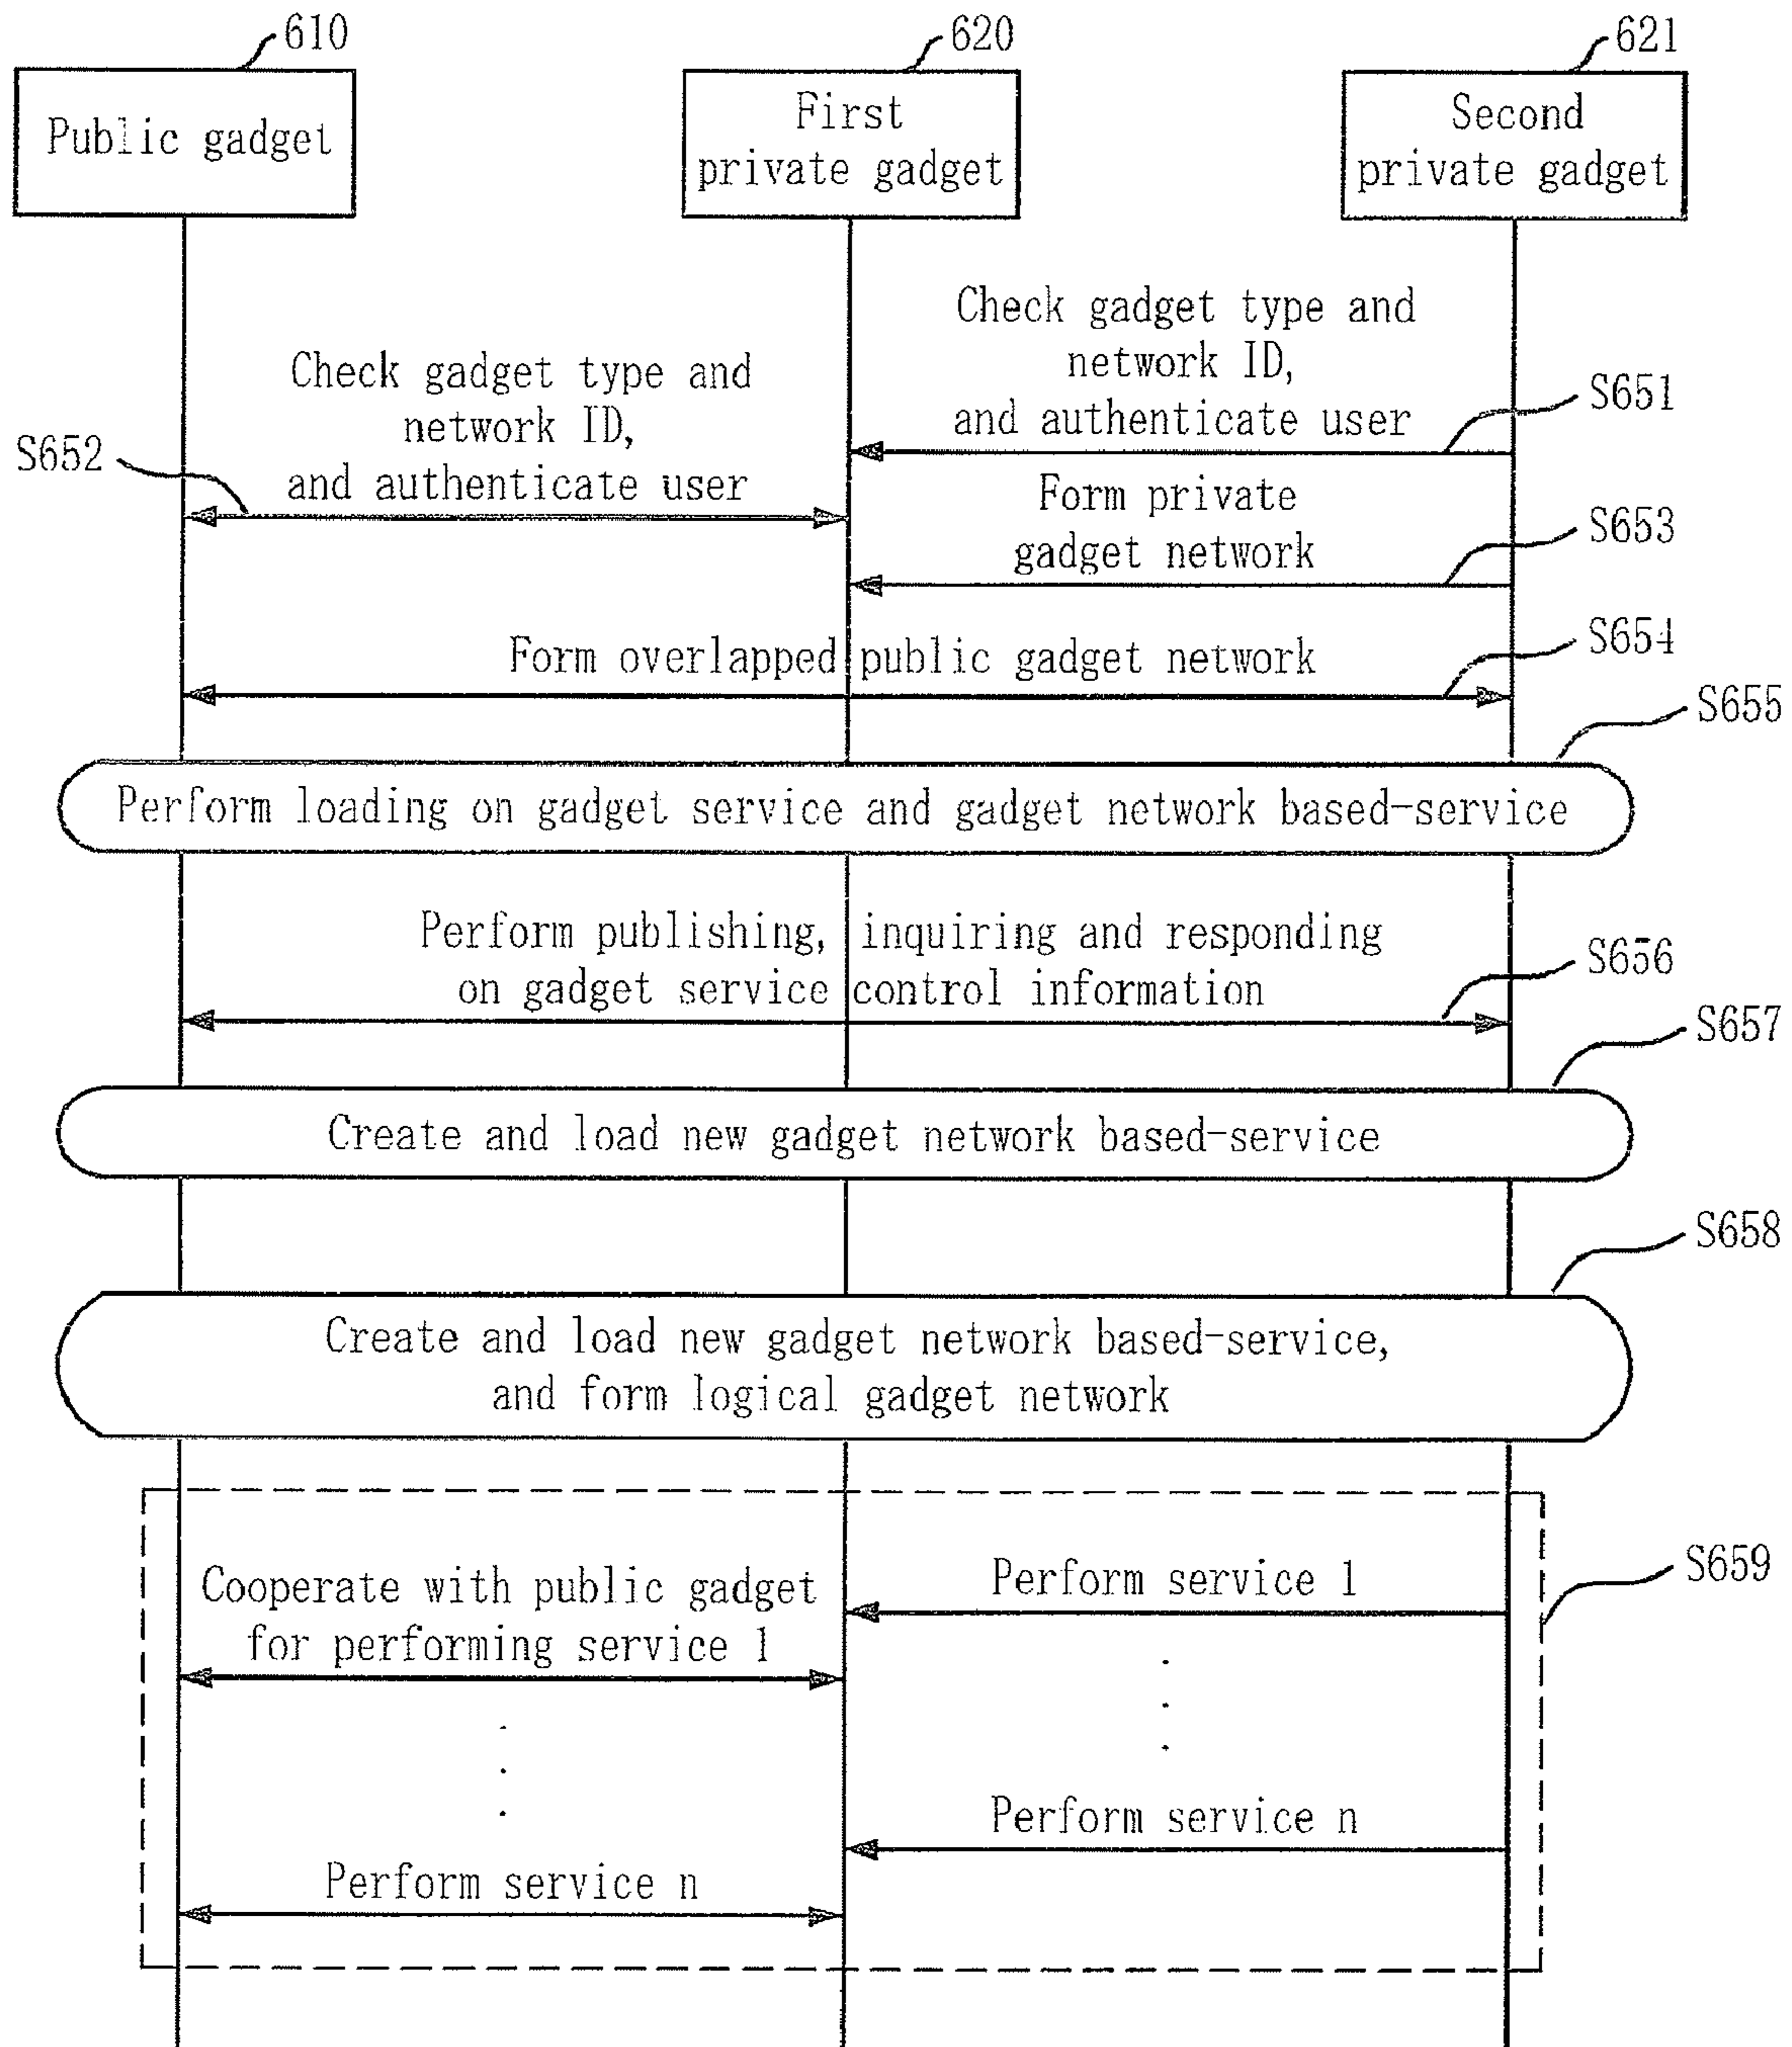 610
620
621
Public gadget
First
private gadget
Second
private gadget
Check gadget type and
network ID,
and authenticate user
S651
Check gadget type and
network ID,
and authenticate user
S652
Form private
gadget network
S653
Form overlapped public gadget network
S654
S655
Perform loading on gadget service and gadget network based-service
Perform publishing, inquiring and responding
on gadget service control information
S656
S657
Create and load new gadget network based-service
S658
Create and load new gadget network based-service,
and form logical gadget network
S659
Perform service 1
Cooperate with public gadget
for performing service 1
Perform service n
Perform service n